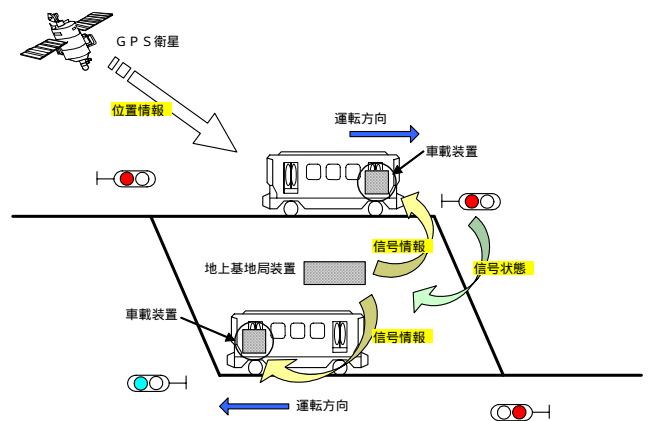 ＧＰＳ衛星
位置情報
運転方向
車載装置
信号情報
地上基地局装置
信号状態
車載装置
信号情報
運転方向